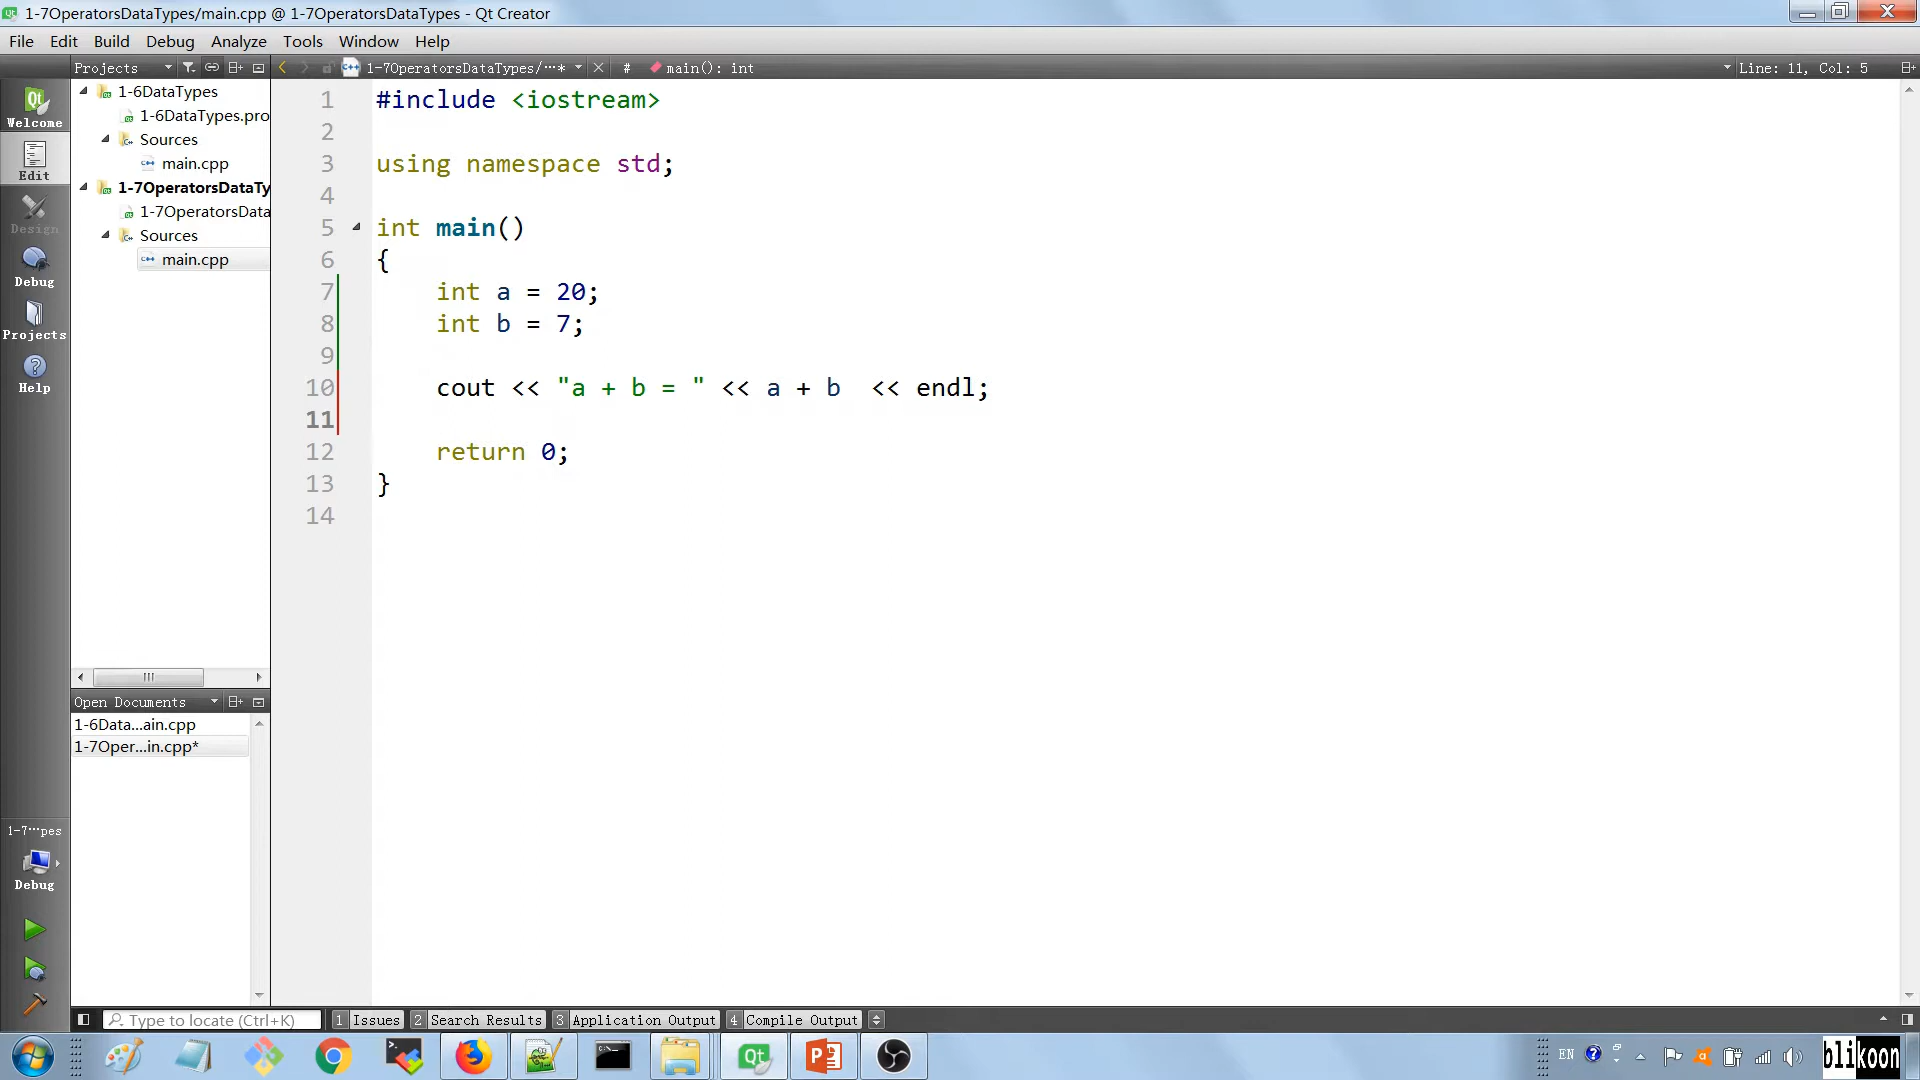 1-7OperatorsDataTypes/main.cpp @ 1-7OperatorsDataTypes - Qt Creator
File Edit Build Debug Analyze Tools Window Help
Projects
1-7OperatorsDataTypes/···* # main(): int Line: 11, Col: 5
Welcome
Edit
Design
Debug
Projects
Help
1-6DataTypes
1-6DataTypes.pro
Sources
main.cpp
1-7OperatorsDataTy
1-7OperatorsData
Sources
main.cpp
1 #include <iostream>
2
3 using namespace std;
4
5 int main()
6 {
7 int a = 20;
8 int b = 7;
9
10 cout << "a + b = " << a + b  << endl;
11
12 return 0;
13 }
14
Open Documents
1-6Data...ain.cpp
1-7Oper...in.cpp*
1-7···pes
Debug
Type to locate (Ctrl+K) 1 Issues 2 Search Results 3 Application Output 4 Compile Output
EN
blikoon